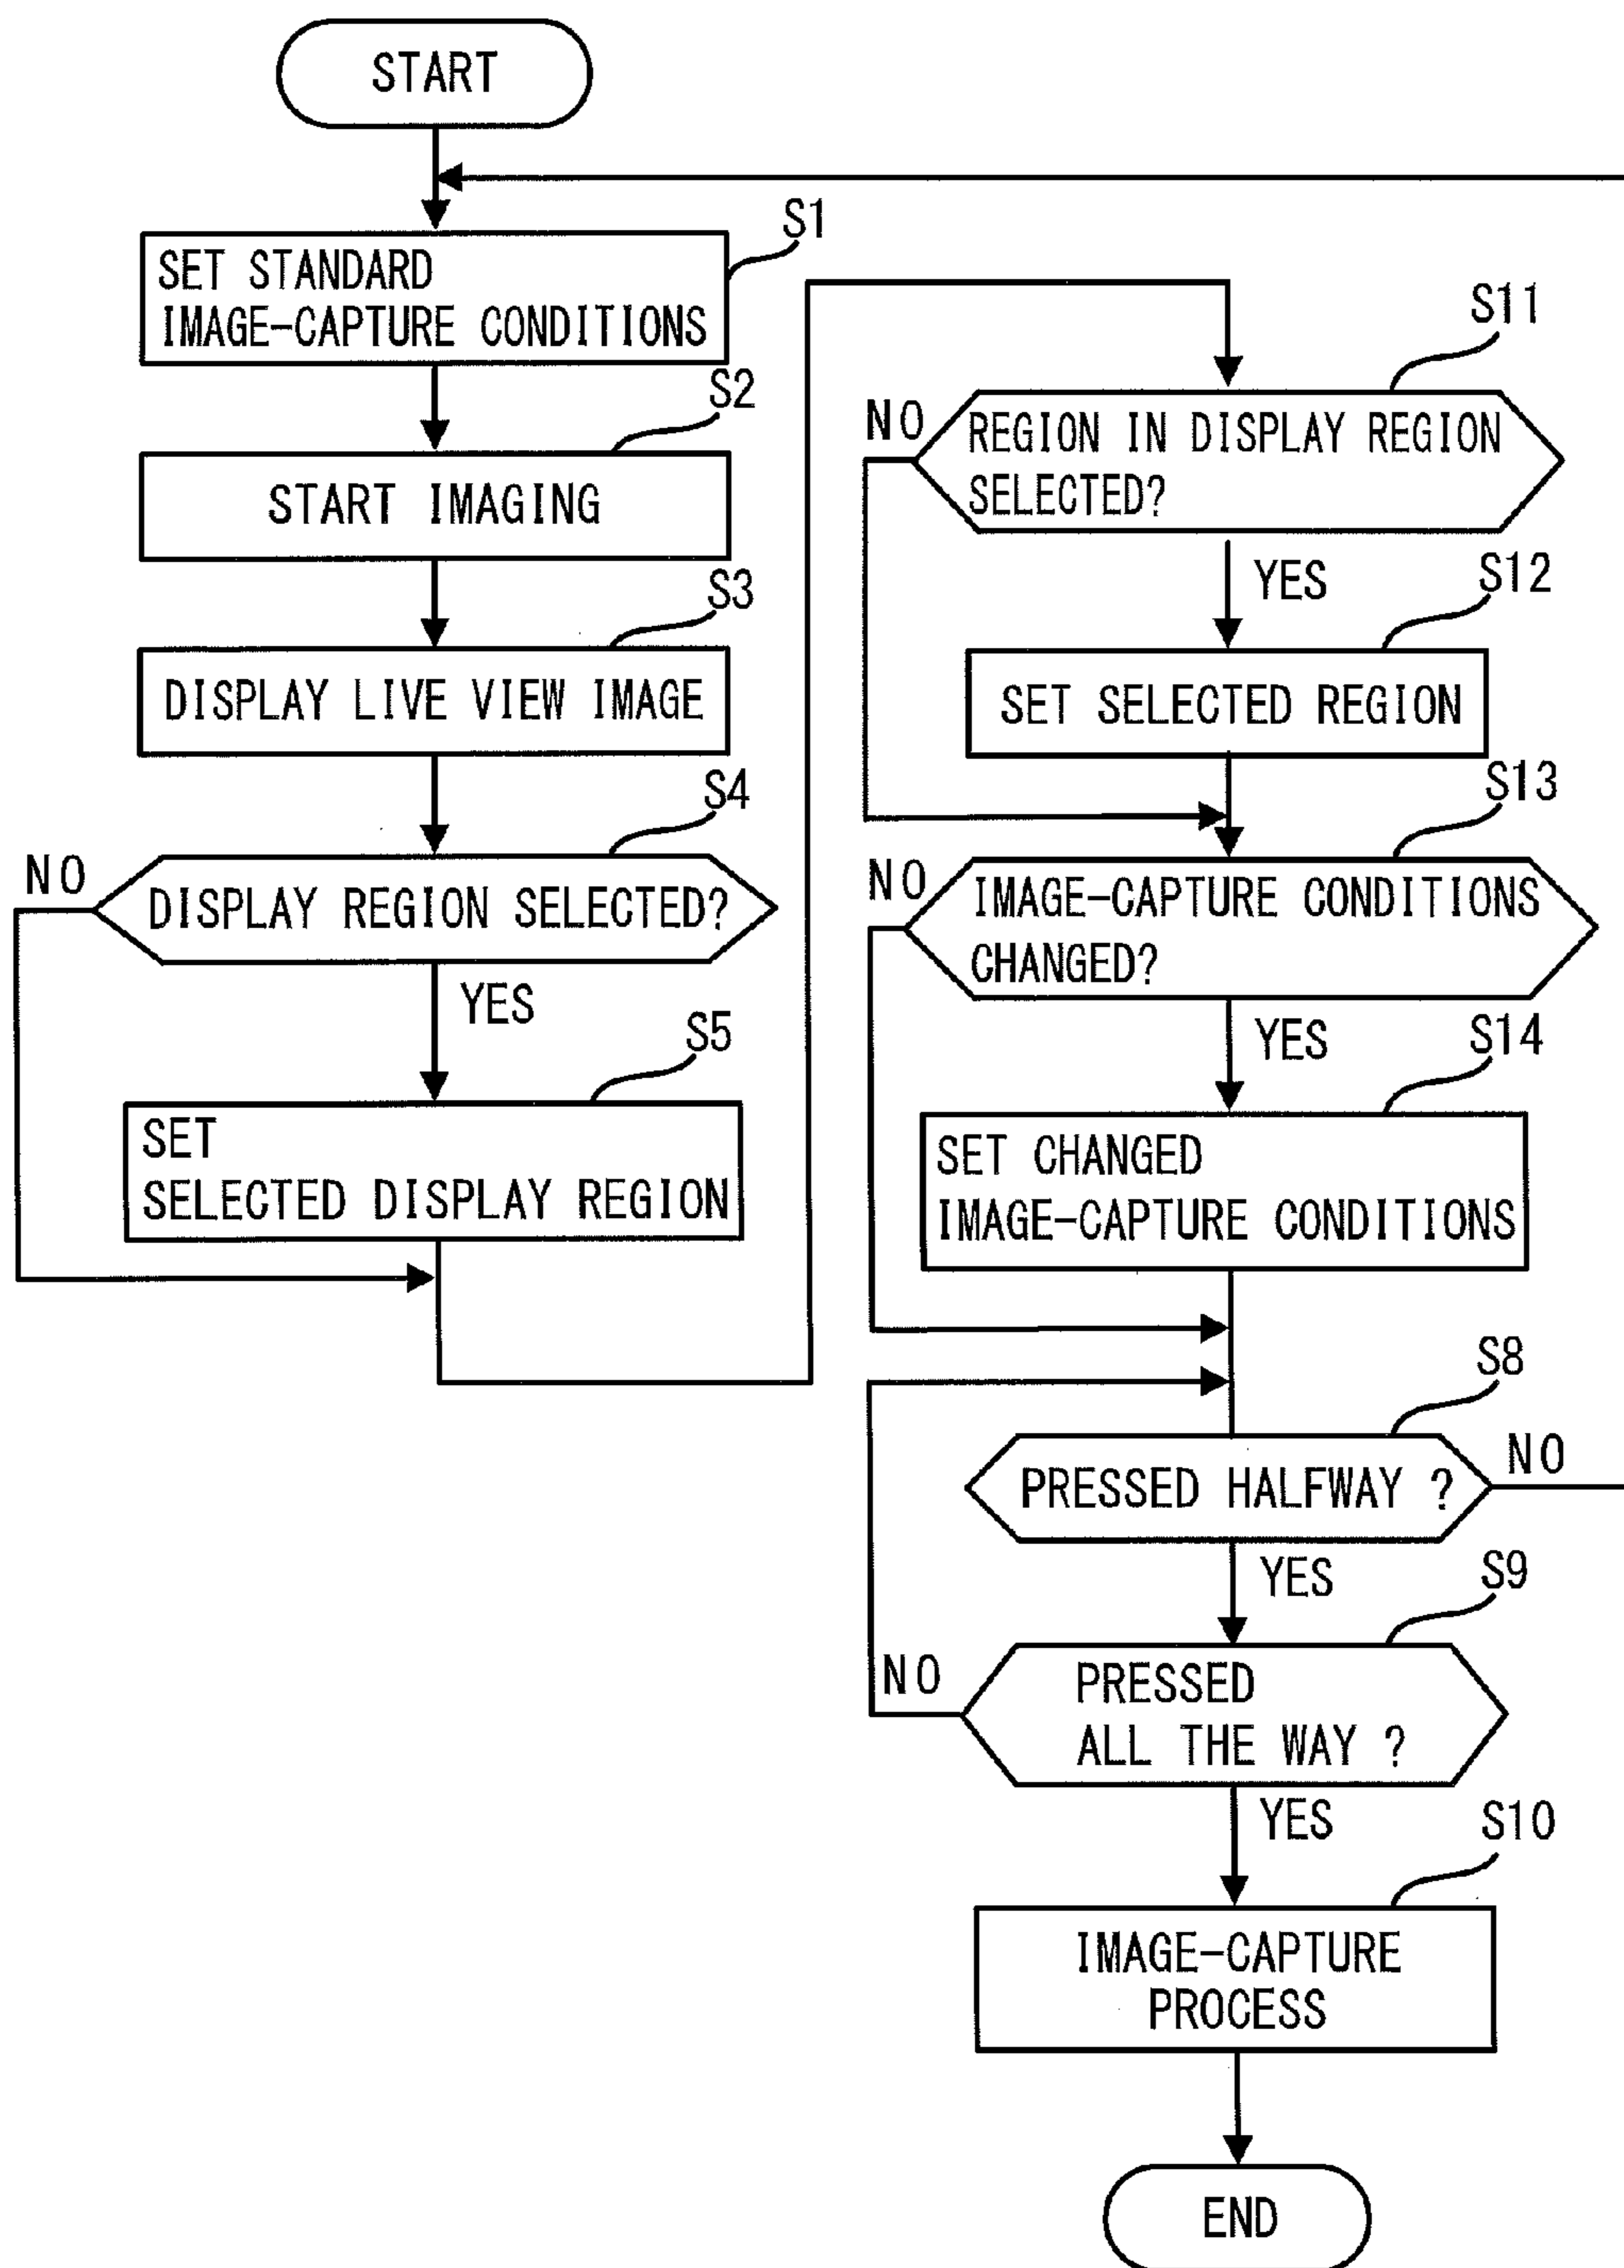 START
S1
SET STANDARD
IMAGE-CAPTURE CONDITIONS
S2
START IMAGING
S3
DISPLAY LIVE VIEW IMAGE
S4
NO
DISPLAY REGION SELECTED?
YES
S5
SET
SELECTED DISPLAY REGION
S11
NO
REGION IN DISPLAY REGION
SELECTED?
YES
S12
SET SELECTED REGION
S13
NO
IMAGE-CAPTURE CONDITIONS
CHANGED?
YES
S14
SET CHANGED
IMAGE-CAPTURE CONDITIONS
S8
PRESSED HALFWAY ?
NO
YES
S9
NO
PRESSED
ALL THE WAY ?
YES
S10
IMAGE-CAPTURE
PROCESS
END